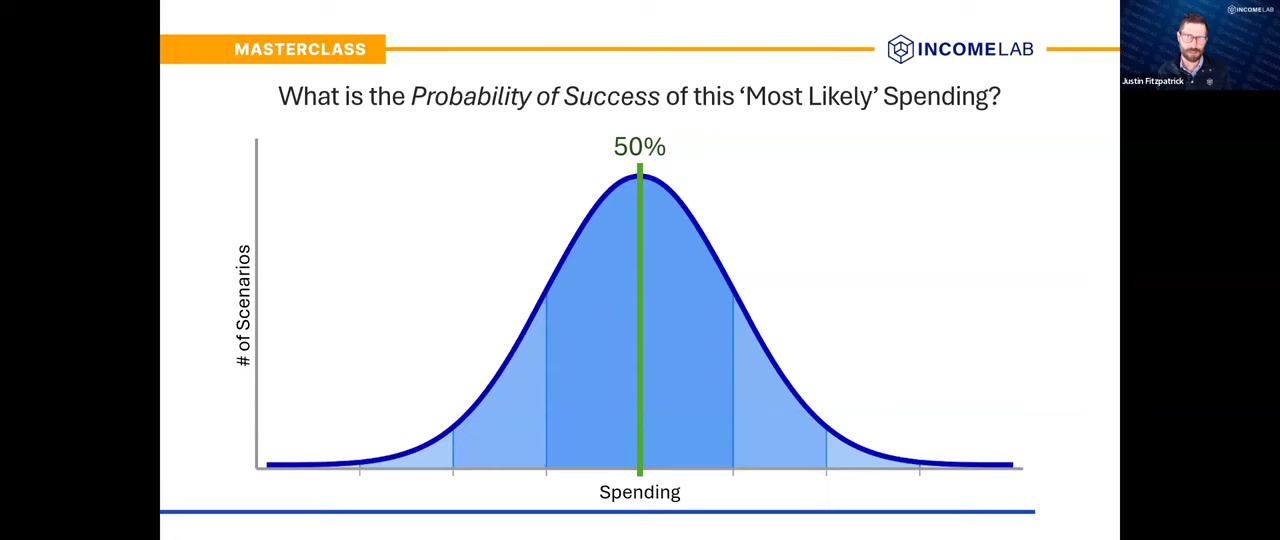 MASTERCLASS
INCOMELAB
What is the Probability of Success of this ‘Most Likely’ Spending?
50%
# of Scenarios
Spending
INCOMELAB
Justin Fitzpatrick